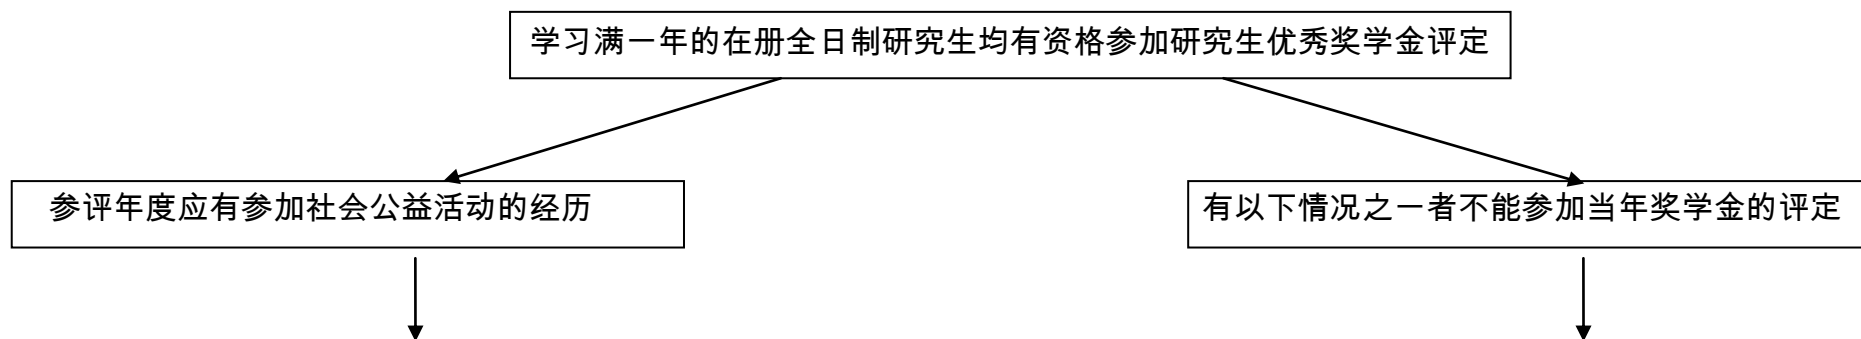 学习满一年的在册全日制研究生均有资格参加研究生优秀奖学金评定
参评年度应有参加社会公益活动的经历
有以下情况之一者不能参加当年奖学金的评定